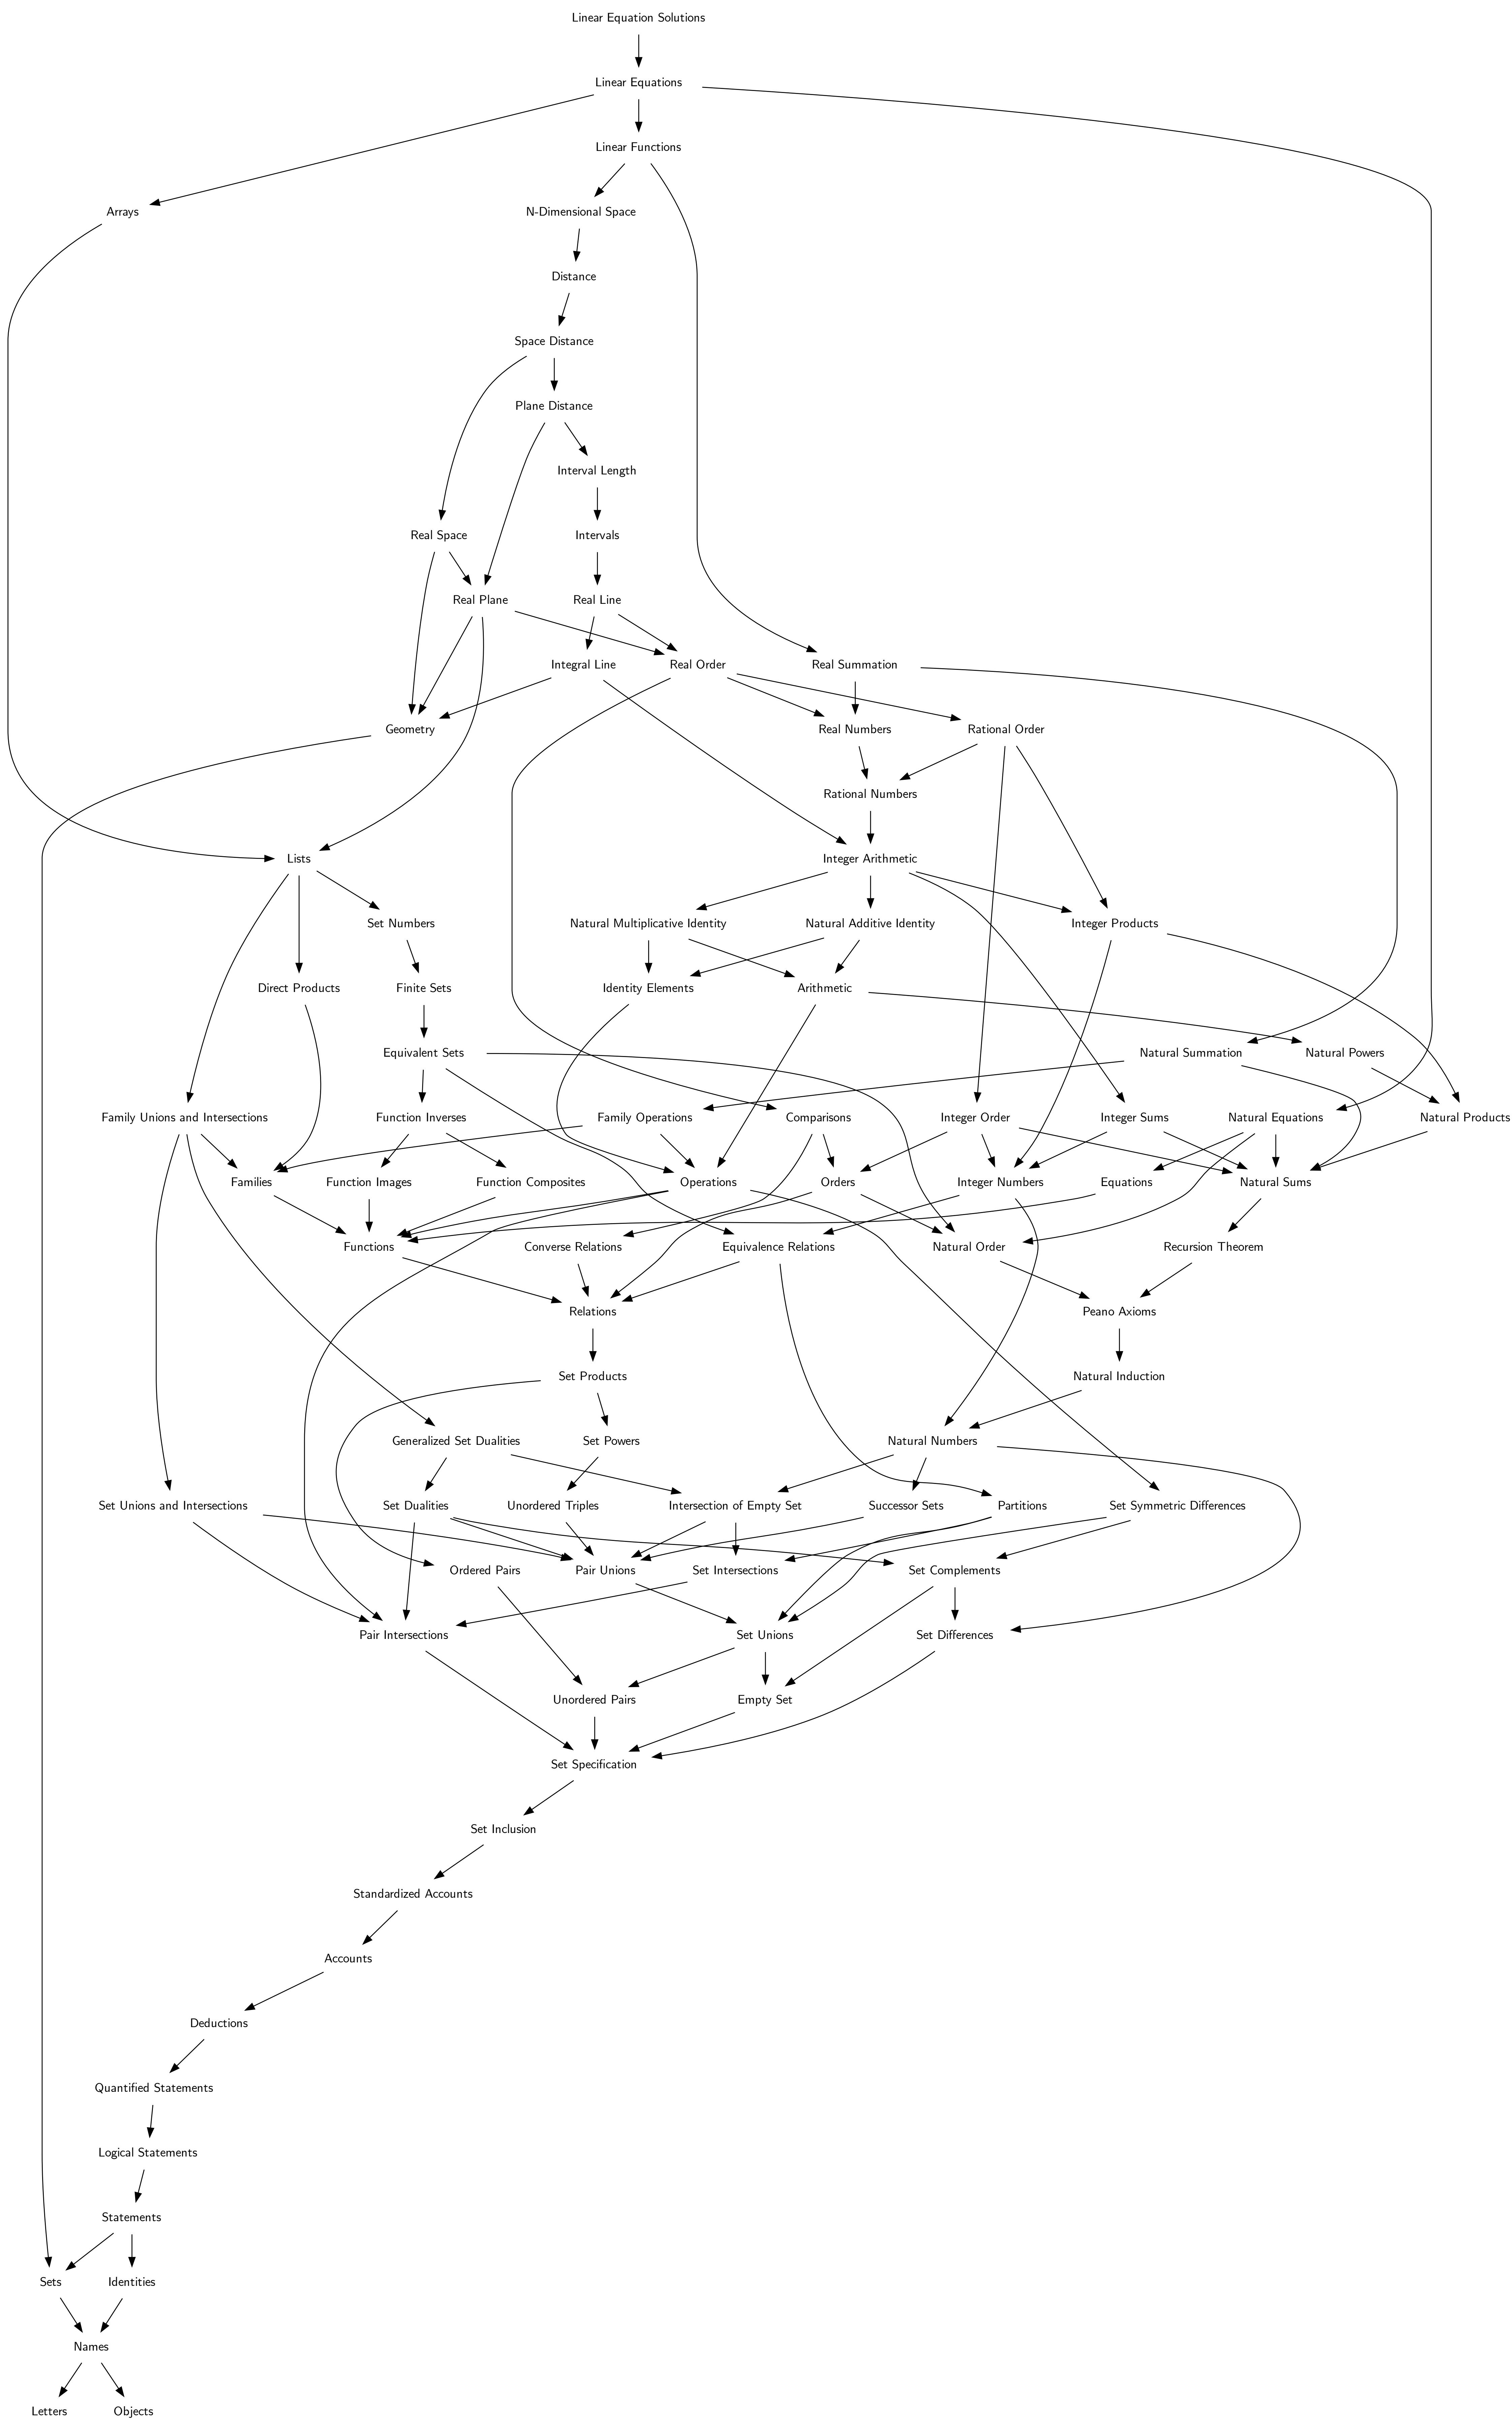 Linear Equation Solutions
Linear Equations
Linear Functions
Arrays
N-Dimensional Space
Distance
Space Distance
Plane Distance
Interval Length
Real Space
Intervals
Real Plane
Real Line
Integral Line
Real Order
Real Summation
Geometry
Real Numbers
Rational Order
Rational Numbers
Lists
Integer Arithmetic
Set Numbers
Natural Multiplicative Identity
Natural Additive Identity
Integer Products
Direct Products
Finite Sets
Identity Elements
Arithmetic
Equivalent Sets
Natural Summation
Natural Powers
Family Unions and Intersections
Function Inverses
Family Operations
Comparisons
Integer Order
Integer Sums
Natural Equations
Natural Products
Families
Function Images
Function Composites
Operations
Orders
Integer Numbers
Equations
Natural Sums
Functions
Converse Relations
Equivalence Relations
Natural Order
Recursion Theorem
Relations
Peano Axioms
Set Products
Natural Induction
Generalized Set Dualities
Set Powers
Natural Numbers
Set Unions and Intersections
Set Dualities
Unordered Triples
Intersection of Empty Set
Successor Sets
Partitions
Set Symmetric Differences
Ordered Pairs
Pair Unions
Set Intersections
Set Complements
Pair Intersections
Set Unions
Set Differences
Unordered Pairs
Empty Set
Set Specification
Set Inclusion
Standardized Accounts
Accounts
Deductions
Quantified Statements
Logical Statements
Statements
Sets
Identities
Names
Letters
Objects